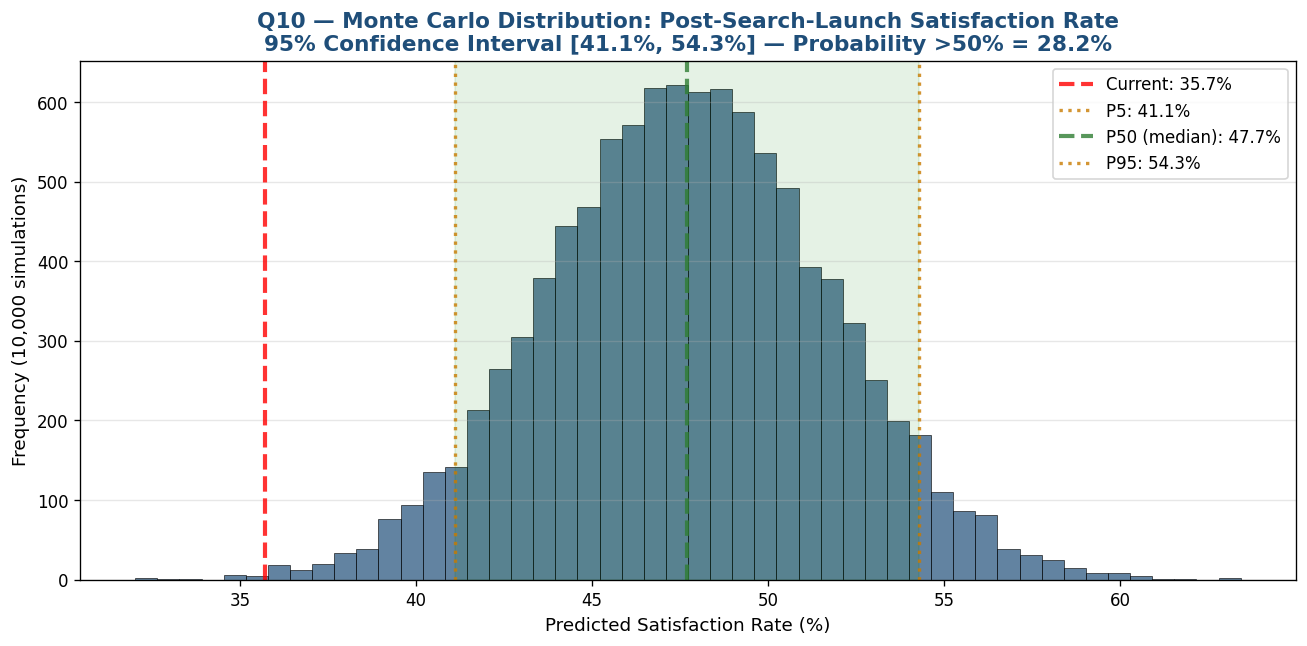 Q10 — Monte Carlo Distribution: Post-Search-Launch Satisfaction Rate
95% Confidence Interval [41.1%, 54.3%] — Probability >50% = 28.2%
Current: 35.7%
P5: 41.1%
P50 (median): 47.7%
P95: 54.3%
Frequency (10,000 simulations)
600
500
400
300
200
100
0
35
40
45
50
55
60
Predicted Satisfaction Rate (%)